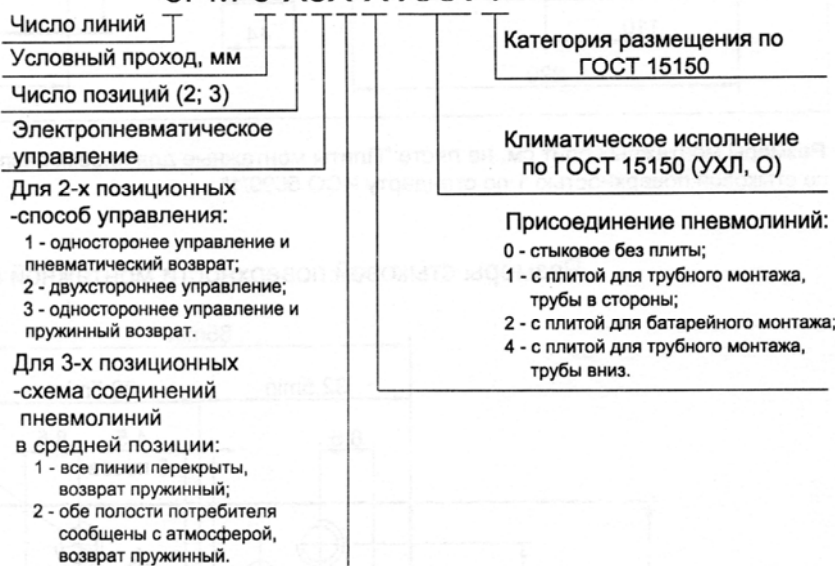 Число линий
Условный проход, мм
Число позиций (2; 3)
Электропневматическое
управление
Для 2-х позиционных
-способ управления:
1 - одностороннее управление и
пневматический возврат;
2 - двухстороннее управление;
3 - одностороннее управление и
пружинный возврат.
Для 3-х позиционных
-схема соединений
пневмолиний
в средней позиции:
1 - все линии перекрыты,
возврат пружинный;
2 - обе полости потребителя
сообщены с атмосферой,
возврат пружинный.
Категория размещения по
ГОСТ 15150
Климатическое исполнение
по ГОСТ 15150 (УХЛ, О)
Присоединение пневмолиний:
0 - стыковое без плиты;
1 - с плитой для трубного монтажа,
трубы в стороны;
2 - с плитой для батарейного монтажа;
4 - с плитой для трубного монтажа,
трубы вниз.